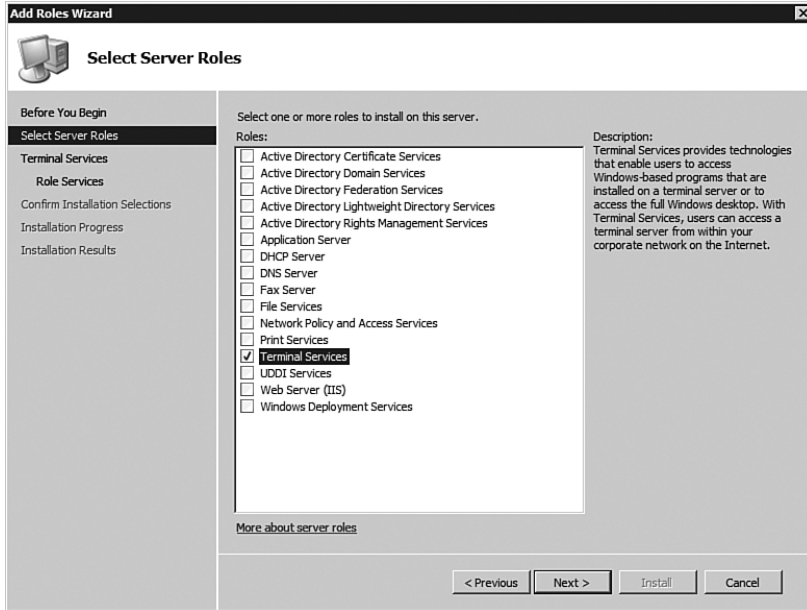 Add Roles Wizard
Select Server Roles
Before You Begin
Select Server Roles
Terminal Services
Role Services
Confirm Installation Selections
Installation Progress
Installation Results
Select one or more roles to install on this server.
Roles:
Active Directory Certificate Services
Active Directory Domain Services
Active Directory Federation Services
Active Directory Lightweight Directory Services
Active Directory Rights Management Services
Application Server
DHCP Server
DNS Server
Fax Server
File Services
Network Policy and Access Services
Print Services
Terminal Services
UDDI Services
Web Server (IIS)
Windows Deployment Services
More about server roles
Description:
Terminal Services provides technologies
that enable users to access
Windows-based programs that are
installed on a terminal server or to
access the full Windows desktop. With
Terminal Services, users can access a
terminal server from within your
corporate network on the Internet.
< Previous
Next >
Install
Cancel